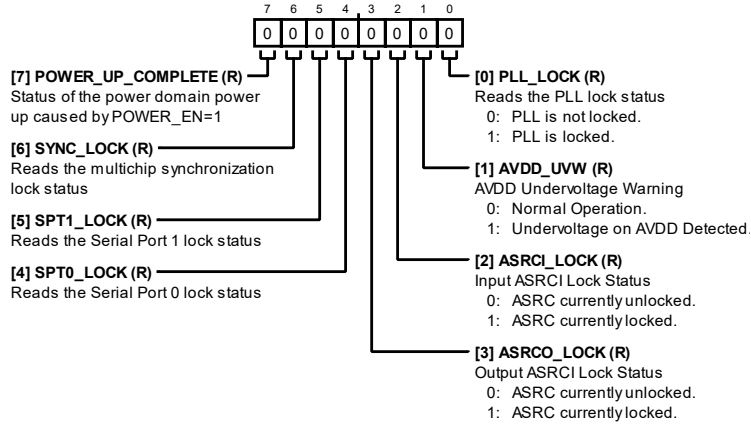 7 6 5 4 3 2 1 0
0 0 0 0 0 0 0 0
[7] POWER_UP_COMPLETE (R)
Status of the power domain power
up caused by POWER_EN=1
[6] SYNC_LOCK (R)
Reads the multichip synchronization
lock status
[5] SPT1_LOCK (R)
Reads the Serial Port 1 lock status
[4] SPT0_LOCK (R)
Reads the Serial Port 0 lock status
[0] PLL_LOCK (R)
Reads the PLL lock status
0: PLL is not locked.
1: PLL is locked.
[1] AVDD_UVW (R)
AVDD Undervoltage Warning
0: Normal Operation.
1: Undervoltage on AVDD Detected.
[2] ASRCI_LOCK (R)
Input ASRCI Lock Status
0: ASRC currently unlocked.
1: ASRC currently locked.
[3] ASRCO_LOCK (R)
Output ASRCI Lock Status
0: ASRC currently unlocked.
1: ASRC currently locked.